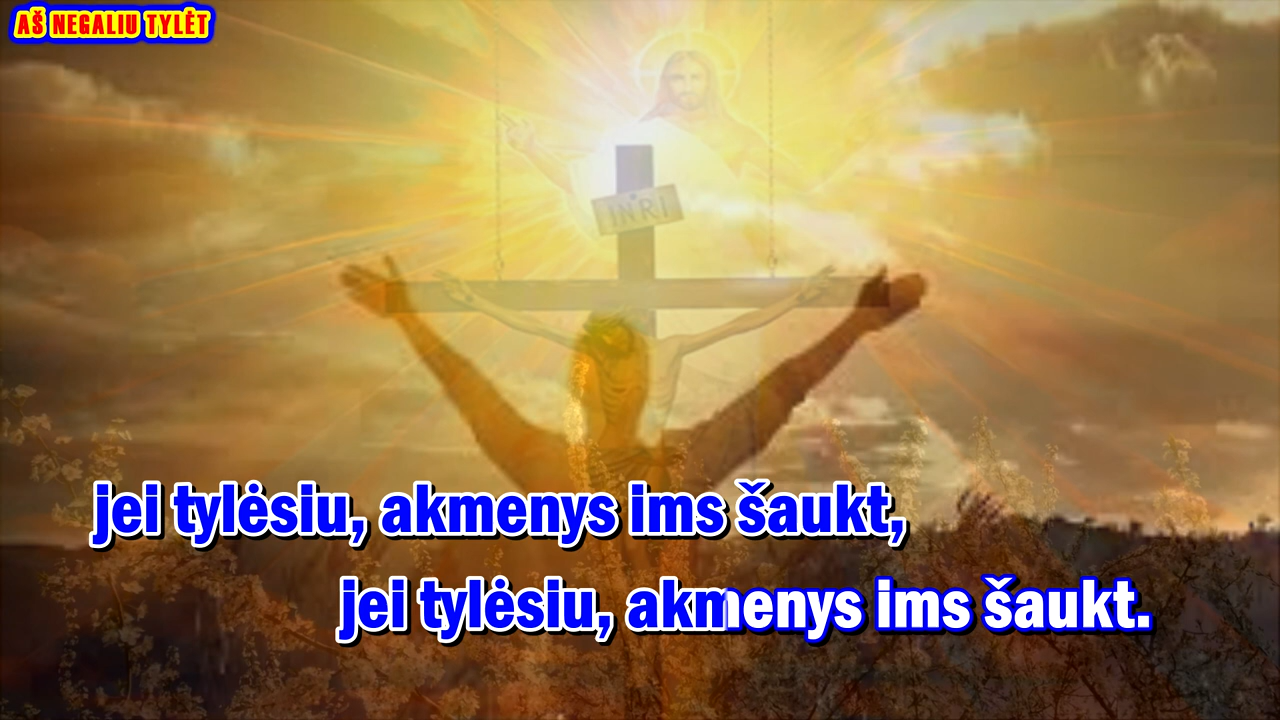 AŠ NEGALIU TYLĖT
INRI
jei tylėsiu, akmenys ims šaukt,
jei tylėsiu, akmenys ims šaukt.